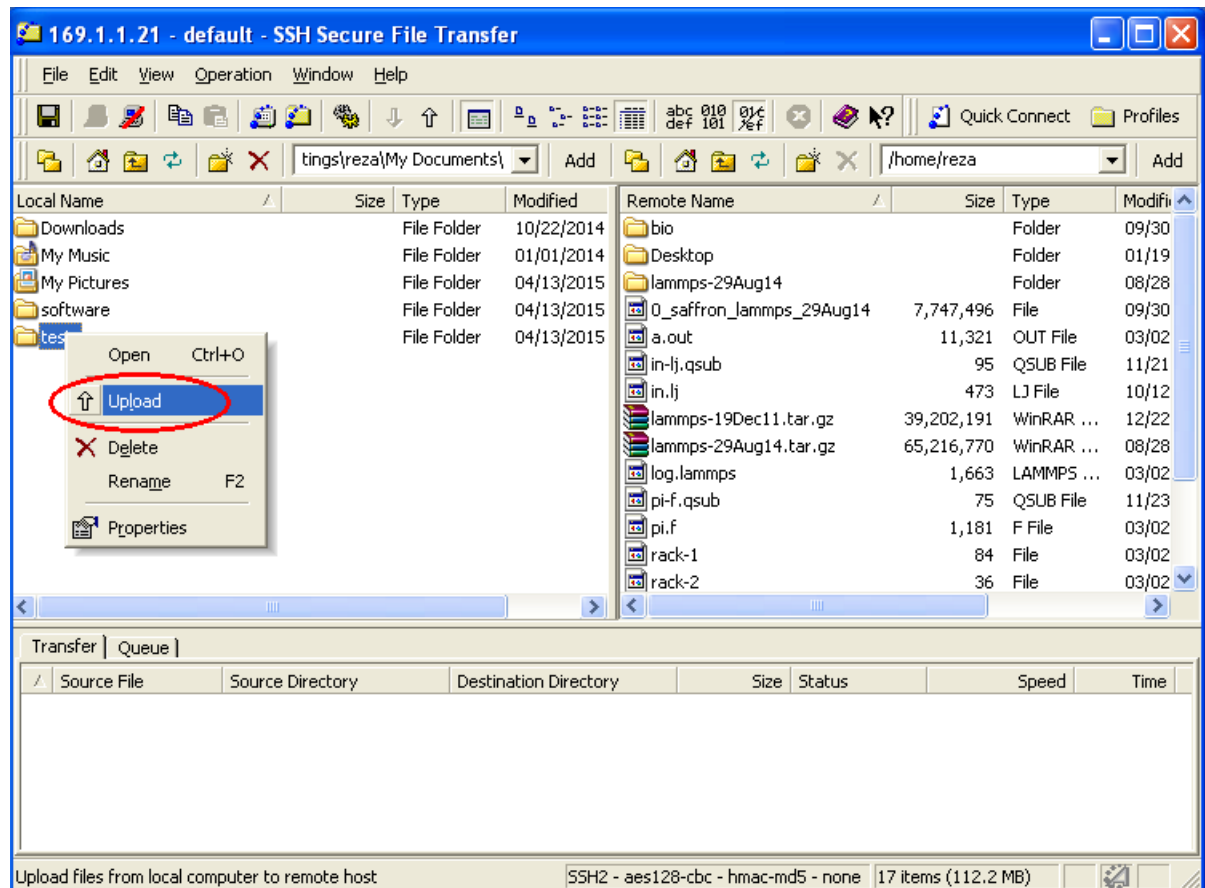 169.1.1.21 - default - SSH Secure File Transfer
File Edit View Operation Window Help
abc def 010 101 Quick Connect Profiles
tings\reza\My Documents\ Add /home/reza Add
Local Name Size Type Modified Remote Name Size Type Modifi
Downloads File Folder 10/22/2014 bio Folder 09/30
My Music File Folder 01/01/2014 Desktop Folder 01/19
My Pictures File Folder 04/13/2015 lammps-29Aug14 Folder 08/28
software File Folder 04/13/2015 0_saffron_lammps_29Aug14 7,747,496 File 09/30
tes File Folder 04/13/2015 a.out 11,321 OUT File 03/02
Open Ctrl+O in-lj.qsub 95 QSUB File 11/21
Upload in.lj 473 LJ File 10/12
lammps-19Dec11.tar.gz 39,202,191 WinRAR ... 12/22
Delete lammps-29Aug14.tar.gz 65,216,770 WinRAR ... 08/28
Rename F2 log.lammps 1,663 LAMMPS ... 03/02
pi-f.qsub 75 QSUB File 11/23
Properties pi.f 1,181 F File 03/02
rack-1 84 File 03/02
rack-2 36 File 03/02
Transfer Queue
Source File Source Directory Destination Directory Size Status Speed Time
Upload files from local computer to remote host SSH2 - aes128-cbc - hmac-md5 - none 17 items (112.2 MB)